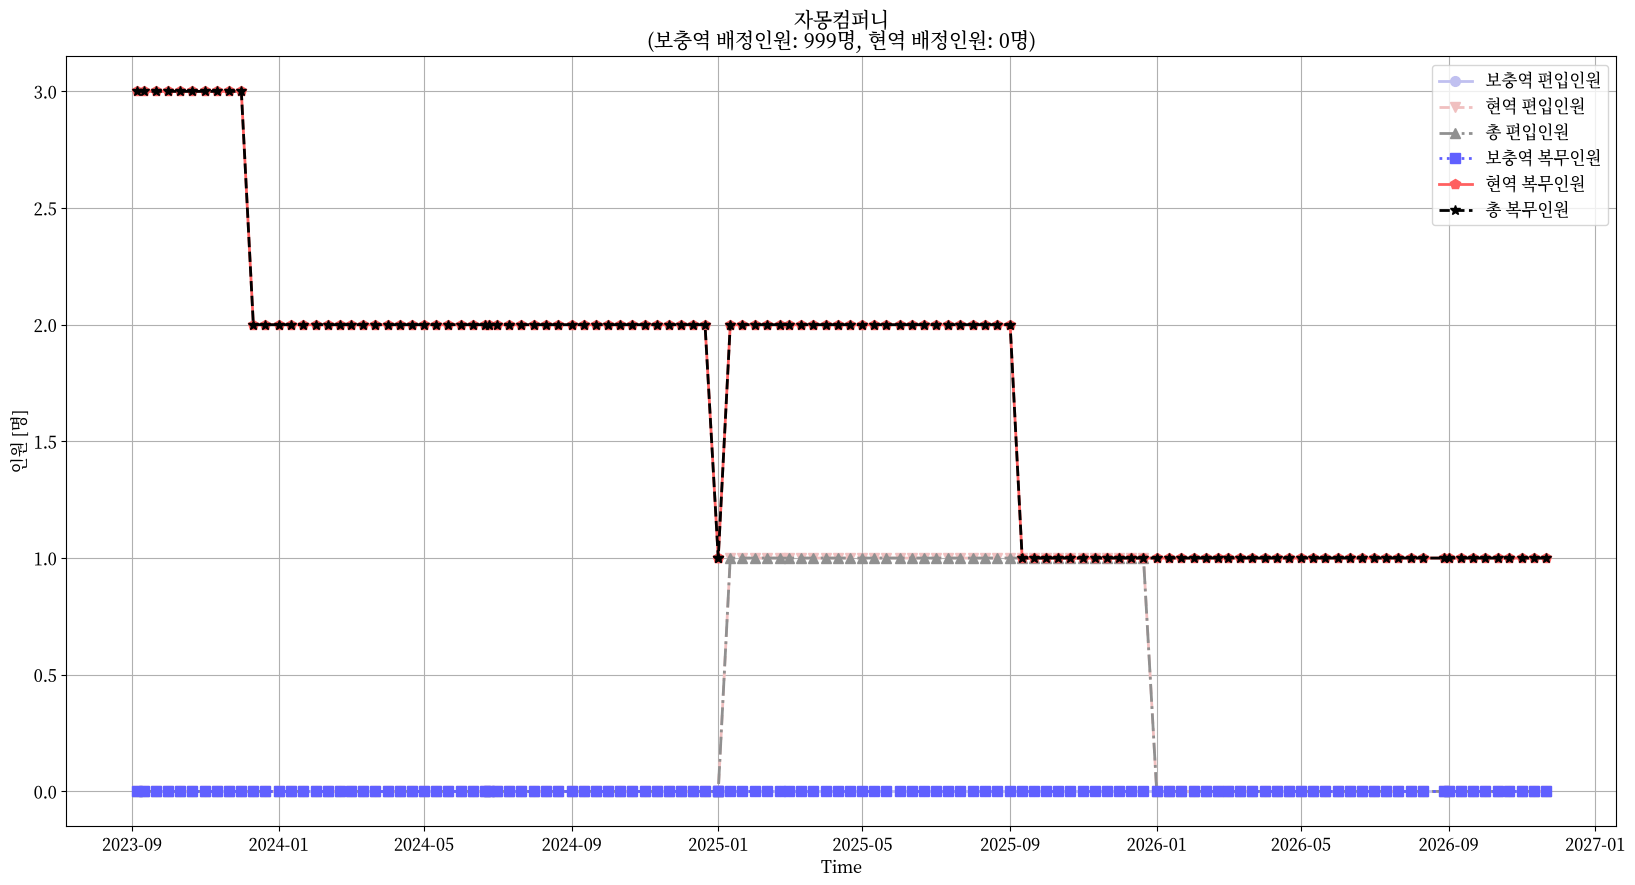 자몽컴퍼니
(보충역 배정인원: 999명, 현역 배정인원: 0명)
3.0
2.5
2.0
1.5
1.0
0.5
0.0
인원 [명]
보충역 편입인원
현역 편입인원
총 편입인원
보충역 복무인원
현역 복무인원
총 복무인원
2023-09
2024-01
2024-05
2024-09
2025-01
2025-05
2025-09
2026-01
2026-05
2026-09
2027-01
Time